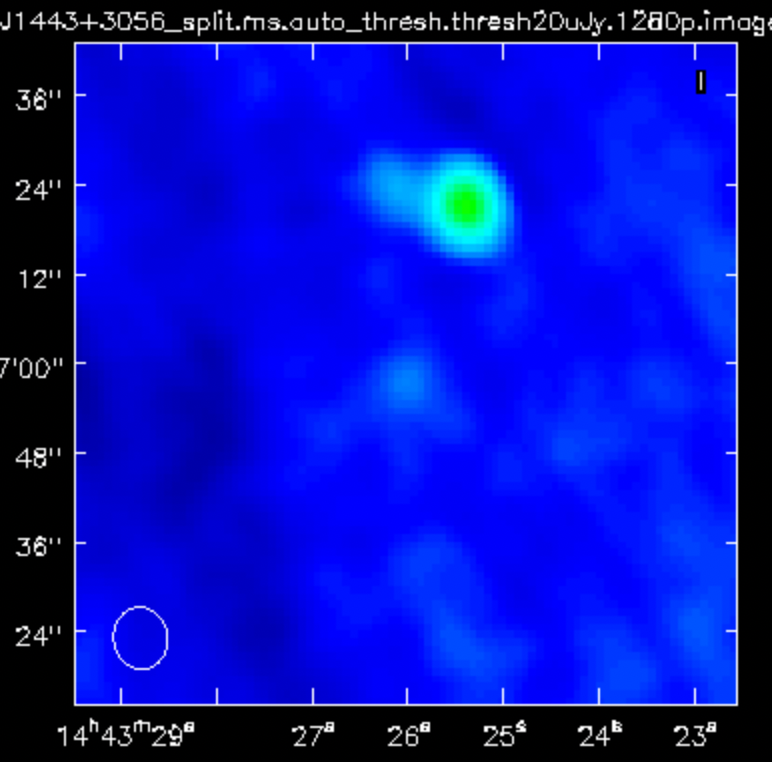 J1443+3056_split.ms.auto_thresh.thresh20uJy.1280p.image
I
36''
24''
12''
7'00''
48''
36''
24''
14ʰ43ᵐ29ˢ 27ˢ 26ˢ 25ˢ 24ˢ 23ˢ